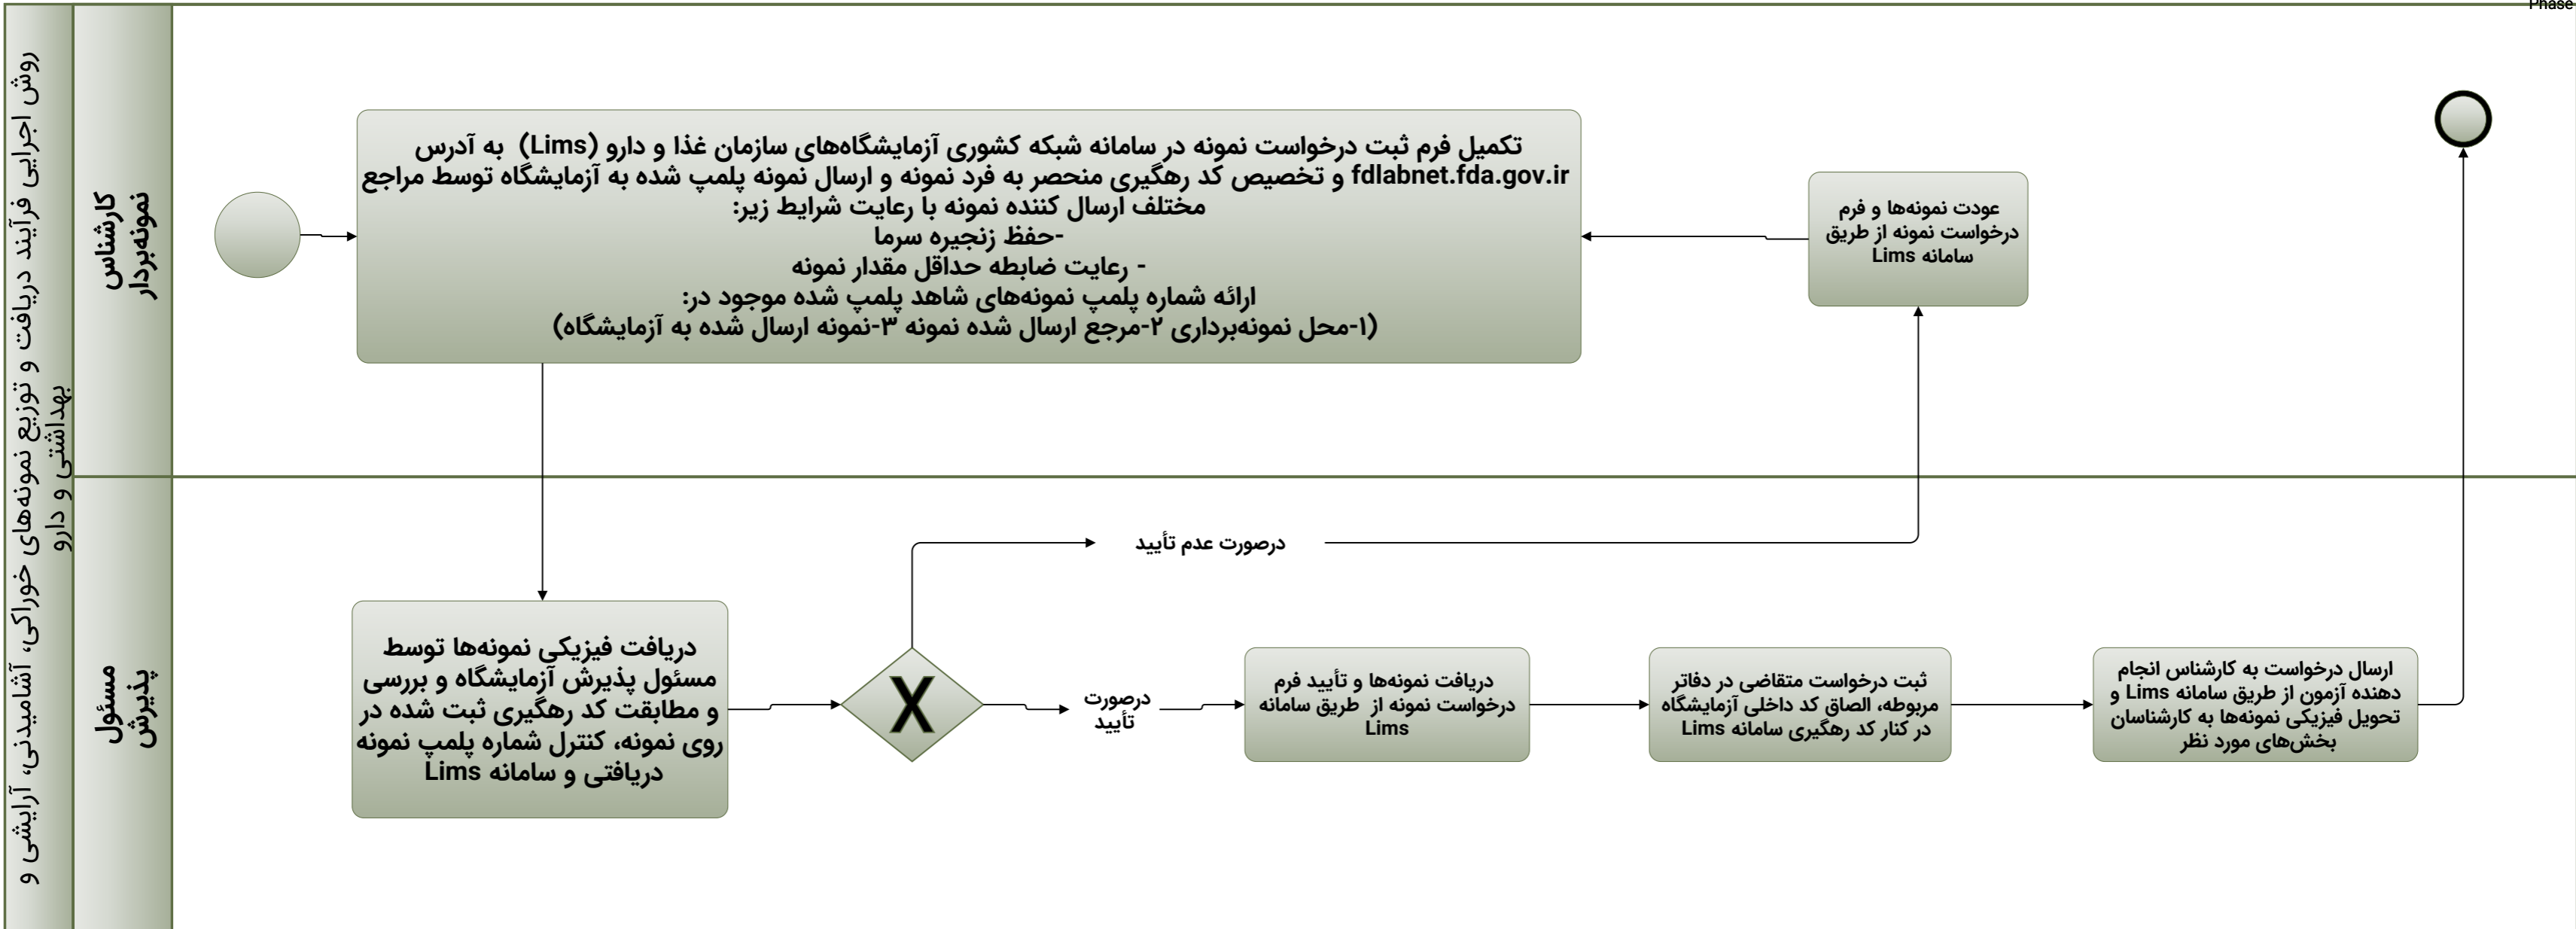 Phase
روش اجرایی فرآیند دریافت و توزیع نمونه‌های خوراکی، آشامیدنی، آرایشی و
بهداشتی و دارو
کارشناس
نمونه‌بردار
تکمیل فرم ثبت درخواست نمونه در سامانه شبکه کشوری آزمایشگاه‌های سازمان غذا و دارو (Lims) به آدرس
fdlabnet.fda.gov.ir و تخصیص کد رهگیری منحصر به فرد نمونه و ارسال نمونه پلمپ شده به آزمایشگاه توسط مراجع
مختلف ارسال کننده نمونه با رعایت شرایط زیر:
-حفظ زنجیره سرما
- رعایت ضابطه حداقل مقدار نمونه
ارائه شماره پلمپ نمونه‌های شاهد پلمپ شده موجود در:
(۱-محل نمونه‌برداری ۲-مرجع ارسال شده نمونه ۳-نمونه ارسال شده به آزمایشگاه)
عودت نمونه‌ها و فرم
درخواست نمونه از طریق
سامانه Lims
مسئول
پذیرش
درصورت عدم تأیید
دریافت فیزیکی نمونه‌ها توسط
مسئول پذیرش آزمایشگاه و بررسی
و مطابقت کد رهگیری ثبت شده در
روی نمونه، کنترل شماره پلمپ نمونه
دریافتی و سامانه Lims
X
درصورت
تأیید
دریافت نمونه‌ها و تأیید فرم
درخواست نمونه از طریق سامانه
Lims
ثبت درخواست متقاضی در دفاتر
مربوطه، الصاق کد داخلی آزمایشگاه
در کنار کد رهگیری سامانه Lims
ارسال درخواست به کارشناس انجام
دهنده آزمون از طریق سامانه Lims و
تحویل فیزیکی نمونه‌ها به کارشناسان
بخش‌های مورد نظر